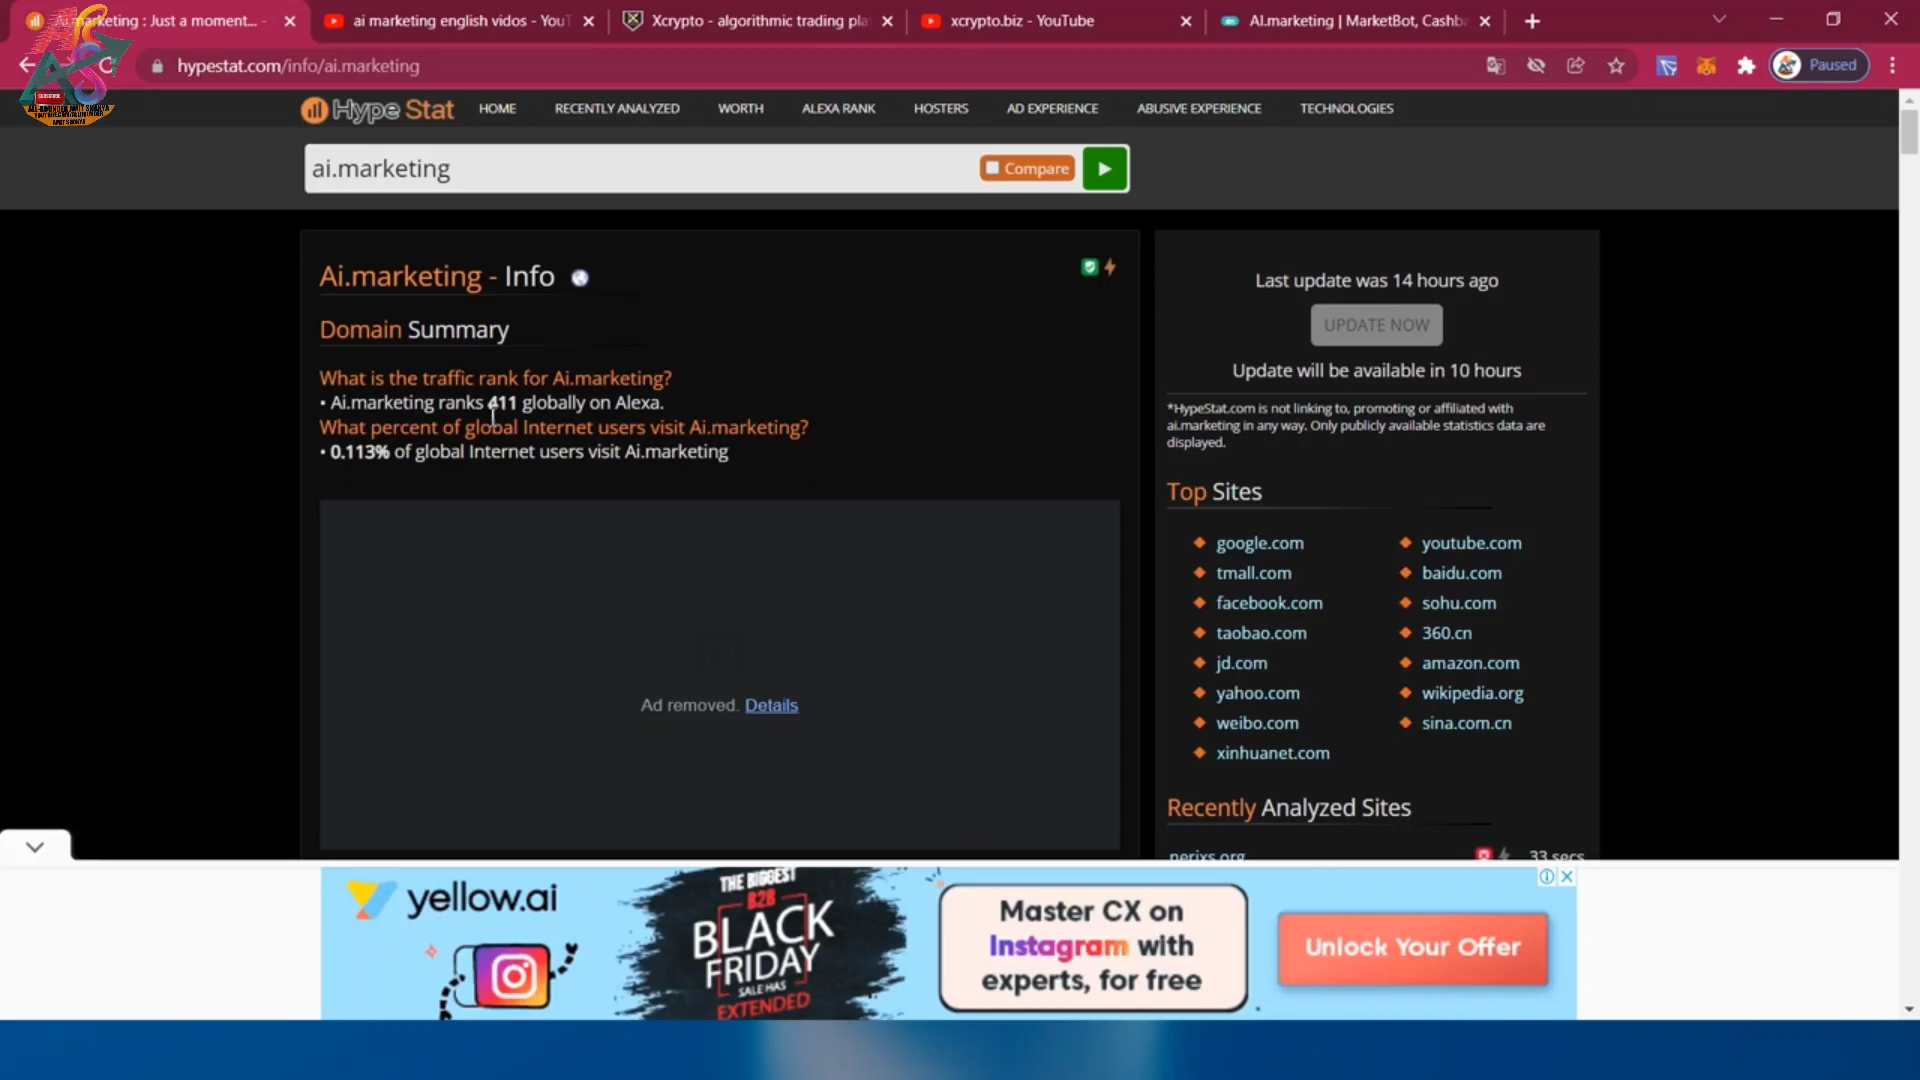 Ai.marketing : Just a moment... -
ai marketing english vidos - YouT
Xcrypto - algorithmic trading pla
xcrypto.biz - YouTube
AI.marketing | MarketBot, Cashba
hypestat.com/info/ai.marketing
Paused
SUBSCRIBE
Hype Stat
HOME
RECENTLY ANALYZED
WORTH
ALEXA RANK
HOSTERS
AD EXPERIENCE
ABUSIVE EXPERIENCE
TECHNOLOGIES
ai.marketing
Compare
Ai.marketing - Info
Domain Summary
What is the traffic rank for Ai.marketing?
• Ai.marketing ranks 411 globally on Alexa.
What percent of global Internet users visit Ai.marketing?
• 0.113% of global Internet users visit Ai.marketing
Ad removed. Details
Last update was 14 hours ago
UPDATE NOW
Update will be available in 10 hours
*HypeStat.com is not linking to, promoting or affiliated with
ai.marketing in any way. Only publicly available statistics data are
displayed.
Top Sites
google.com
youtube.com
tmall.com
baidu.com
facebook.com
sohu.com
taobao.com
360.cn
jd.com
amazon.com
yahoo.com
wikipedia.org
weibo.com
sina.com.cn
xinhuanet.com
Recently Analyzed Sites
nerixs.org
33 secs
yellow.ai
THE BIGGEST
B2B
BLACK
FRIDAY
SALE HAS
EXTENDED
Master CX on
Instagram with
experts, for free
Unlock Your Offer